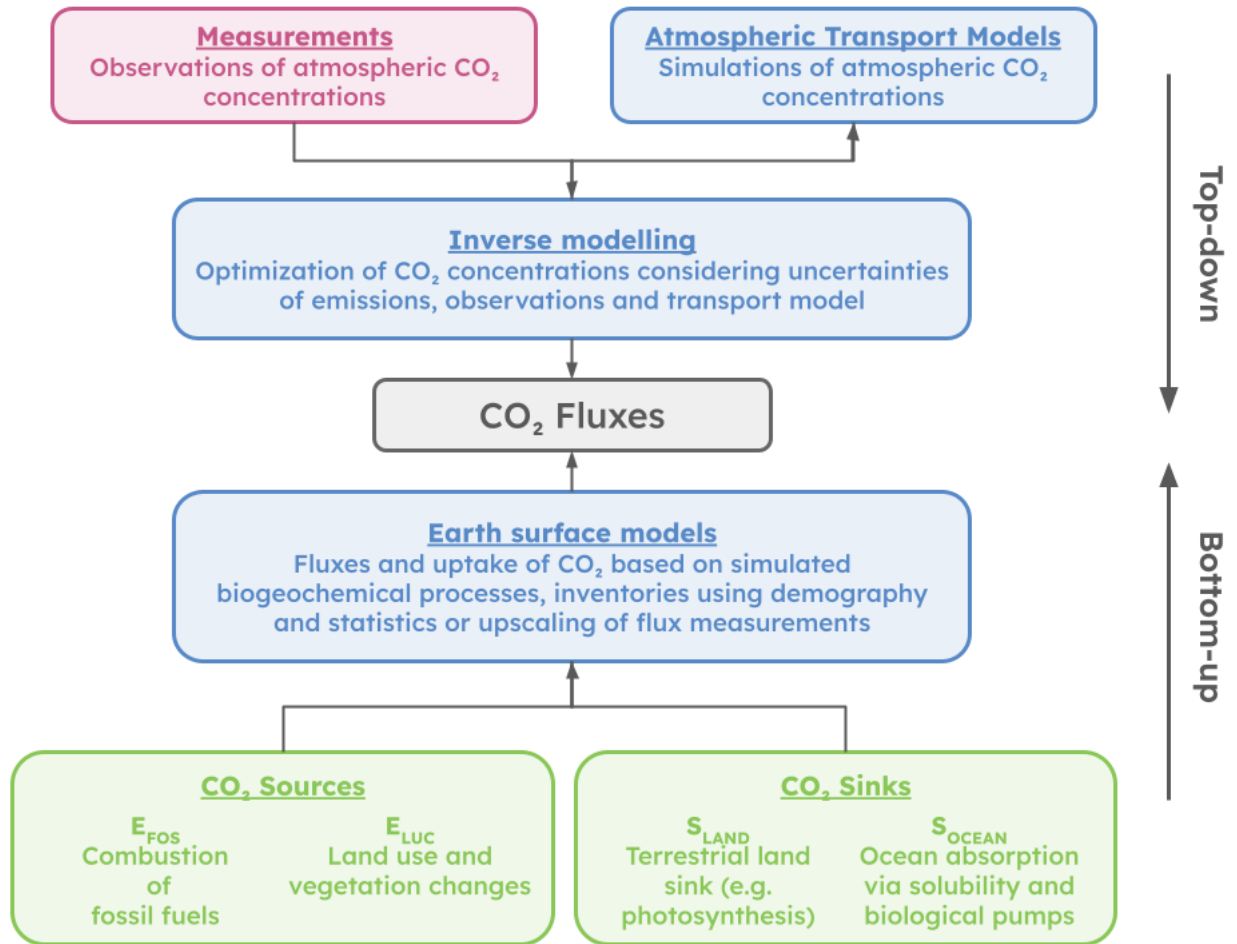 Measurements
Observations of atmospheric CO₂
concentrations
Atmospheric Transport Models
Simulations of atmospheric CO₂
concentrations
Top-down
Inverse modelling
Optimization of CO₂ concentrations considering uncertainties
of emissions, observations and transport model
CO₂ Fluxes
Earth surface models
Fluxes and uptake of CO₂ based on simulated
biogeochemical processes, inventories using demography
and statistics or upscaling of flux measurements
Bottom-up
CO₂ Sources
E_FOS
Combustion
of
fossil fuels
E_LUC
Land use and
vegetation changes
CO₂ Sinks
S_LAND
Terrestrial land
sink (e.g.
photosynthesis)
S_OCEAN
Ocean absorption
via solubility and
biological pumps